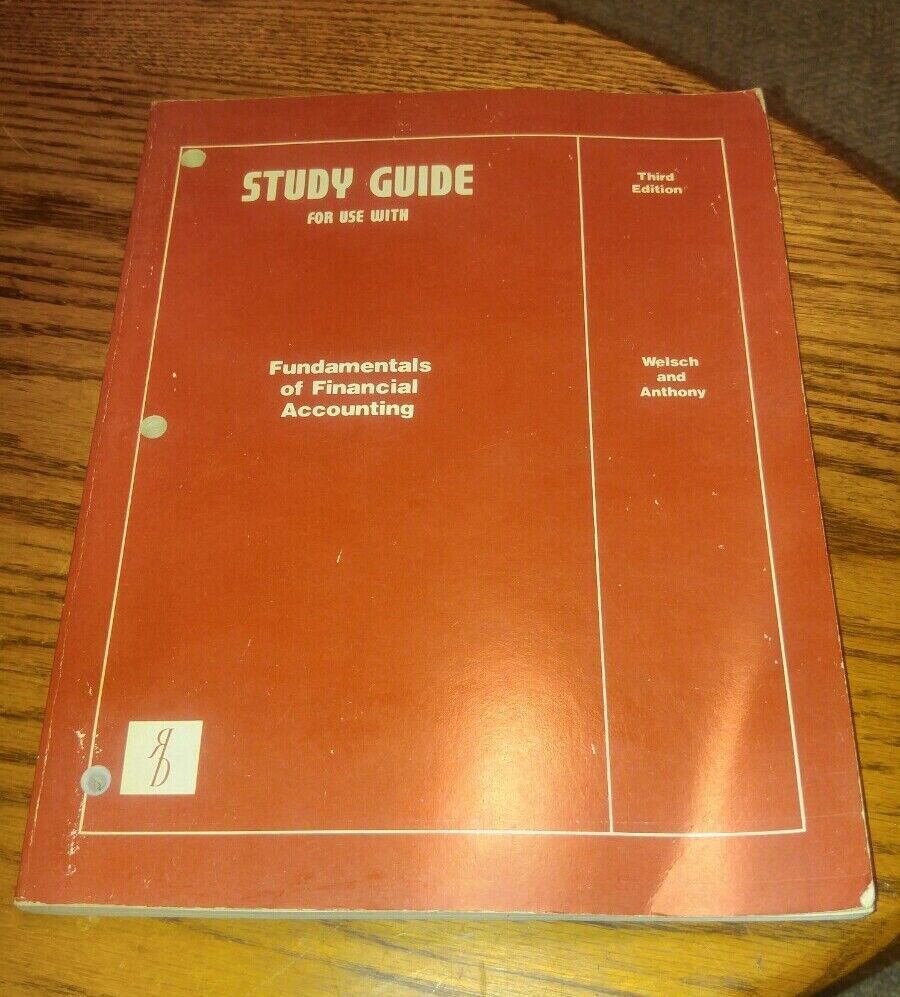 STUDY GUIDE
FOR USE WITH
Third
Edition
Fundamentals
of Financial
Accounting
Welsch
and
Anthony